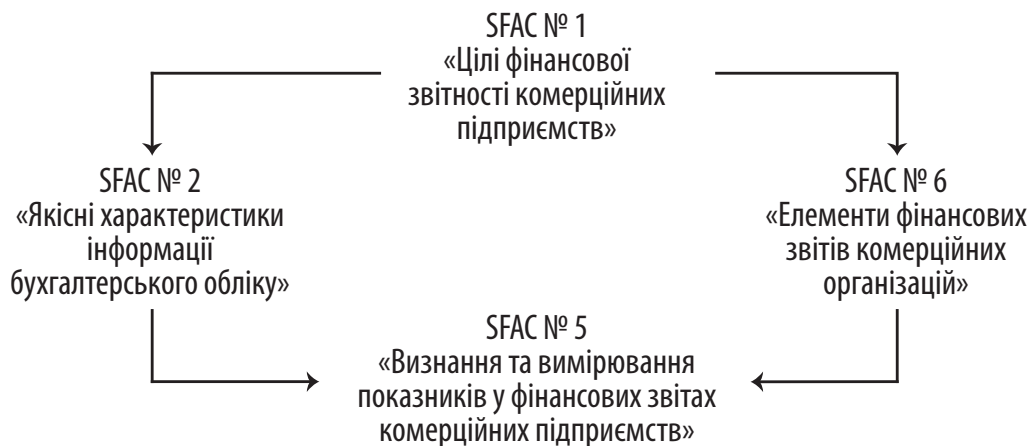 SFAC № 1
«Цілі фінансової
звітності комерційних
підприємств»
SFAC № 2
«Якісні характеристики
інформації
бухгалтерського обліку»
SFAC № 6
«Елементи фінансових
звітів комерційних
організацій»
SFAC № 5
«Визнання та вимірювання
показників у фінансових звітах
комерційних підприємств»